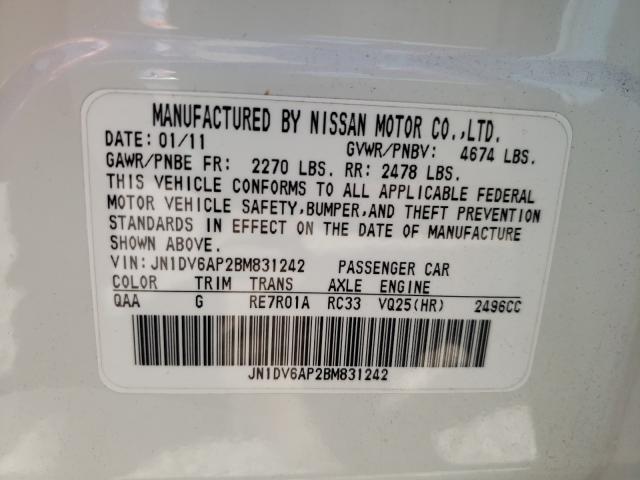 MANUFACTURED BY NISSAN MOTOR CO.,LTD.
DATE: 01/11 GVWR/PNBV: 4674 LBS.
GAWR/PNBE FR: 2270 LBS. RR: 2478 LBS.
THIS VEHICLE CONFORMS TO ALL APPLICABLE FEDERAL
MOTOR VEHICLE SAFETY,BUMPER,AND THEFT PREVENTION
STANDARDS IN EFFECT ON THE DATE OF MANUFACTURE
SHOWN ABOVE.
VIN: JN1DV6AP2BM831242 PASSENGER CAR
COLOR TRIM TRANS AXLE ENGINE
QAA G RE7R01A RC33 VQ25(HR) 2496CC
JN1DV6AP2BM831242